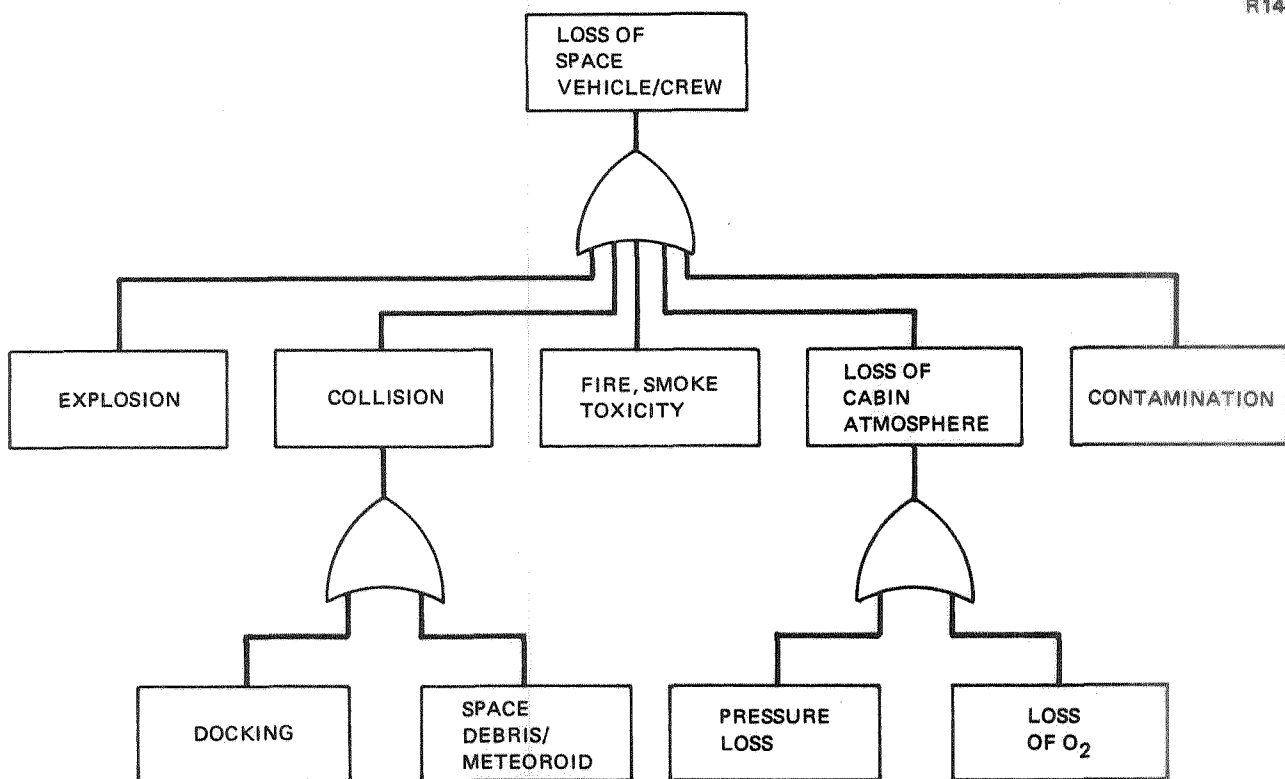 LOSS OF
SPACE
VEHICLE/CREW
EXPLOSION
COLLISION
FIRE, SMOKE
TOXICITY
LOSS OF
CABIN
ATMOSPHERE
CONTAMINATION
DOCKING
SPACE
DEBRIS/
METEOROID
PRESSURE
LOSS
LOSS
OF O₂